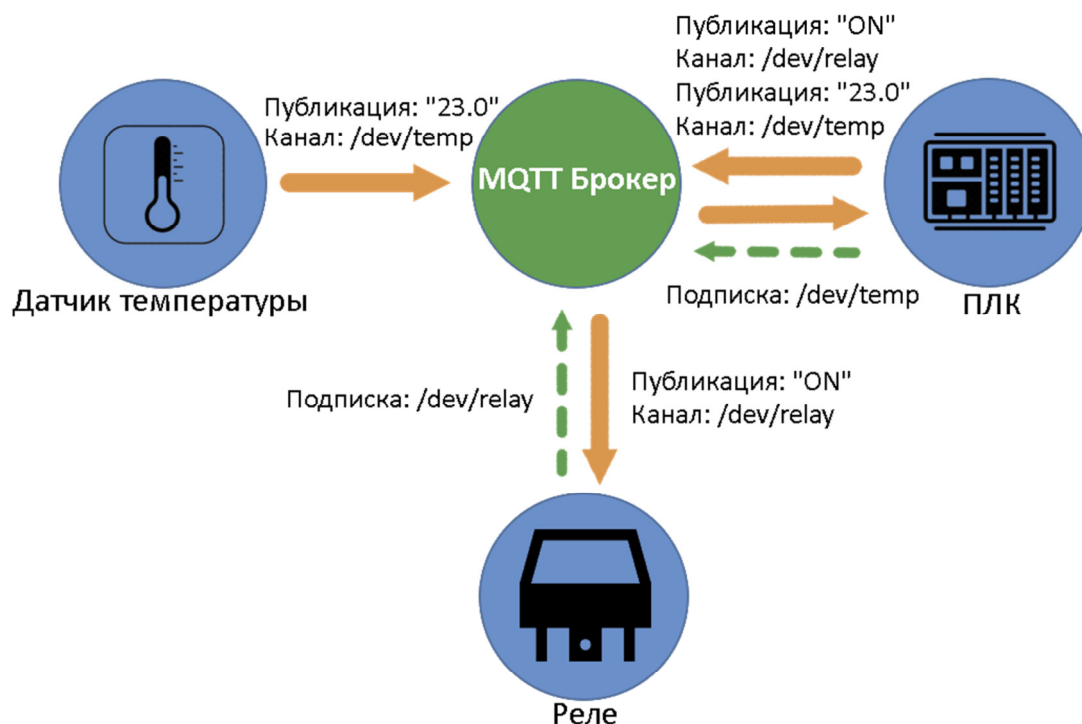 Публикация: "ON"
Канал: /dev/relay
Публикация: "23.0"
Канал: /dev/temp
Публикация: "23.0"
Канал: /dev/temp
MQTT Брокер
Датчик температуры
Подписка: /dev/temp
ПЛК
Подписка: /dev/relay
Публикация: "ON"
Канал: /dev/relay
Реле